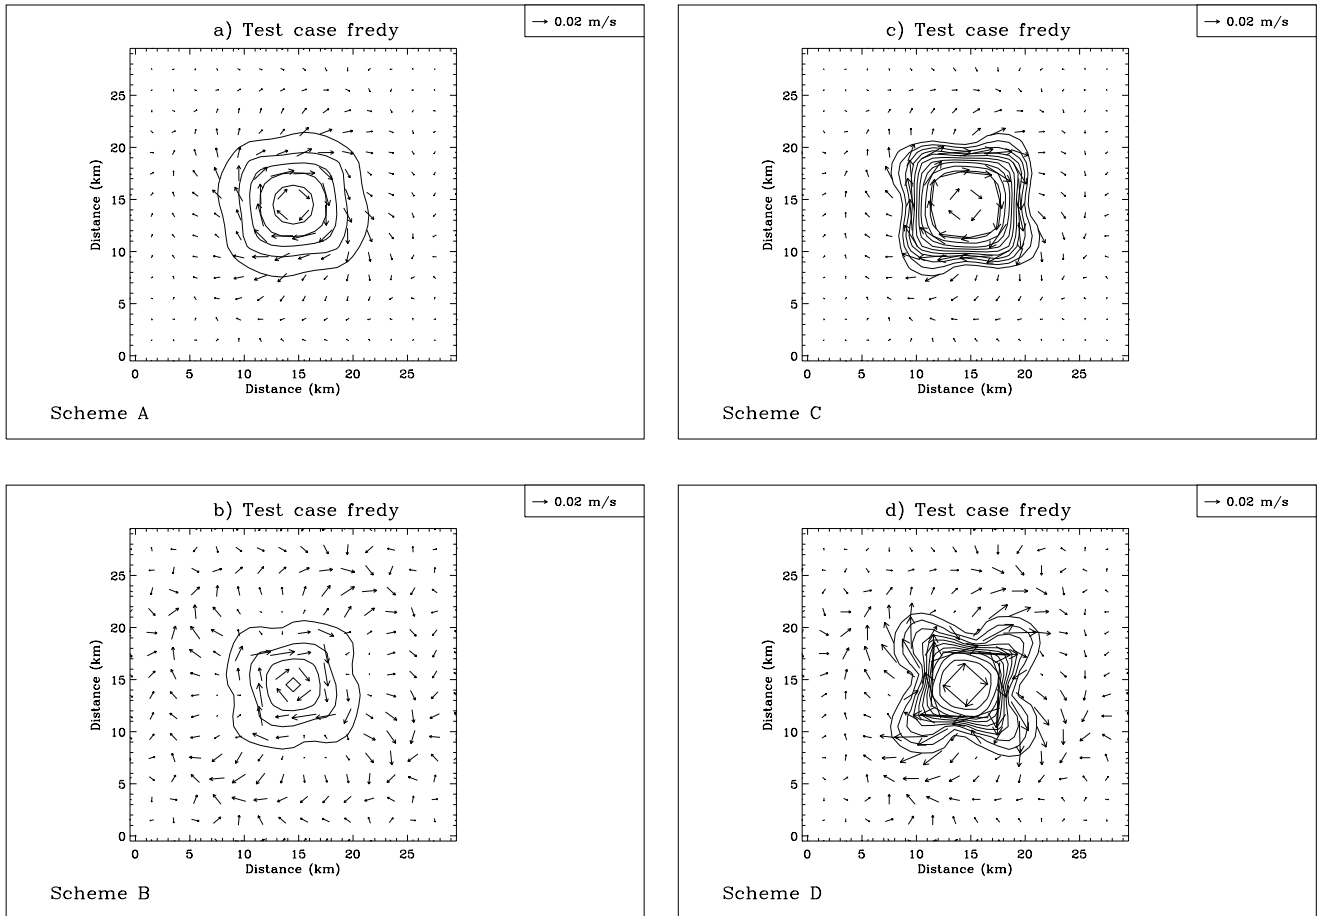 0.02 m/s
a) Test case fredy
25
20
15
10
5
0
Distance (km)
0 5 10 15 20 25
Distance (km)
Scheme A
0.02 m/s
c) Test case fredy
25
20
15
10
5
0
Distance (km)
0 5 10 15 20 25
Distance (km)
Scheme C
0.02 m/s
b) Test case fredy
25
20
15
10
5
0
Distance (km)
0 5 10 15 20 25
Distance (km)
Scheme B
0.02 m/s
d) Test case fredy
25
20
15
10
5
0
Distance (km)
0 5 10 15 20 25
Distance (km)
Scheme D